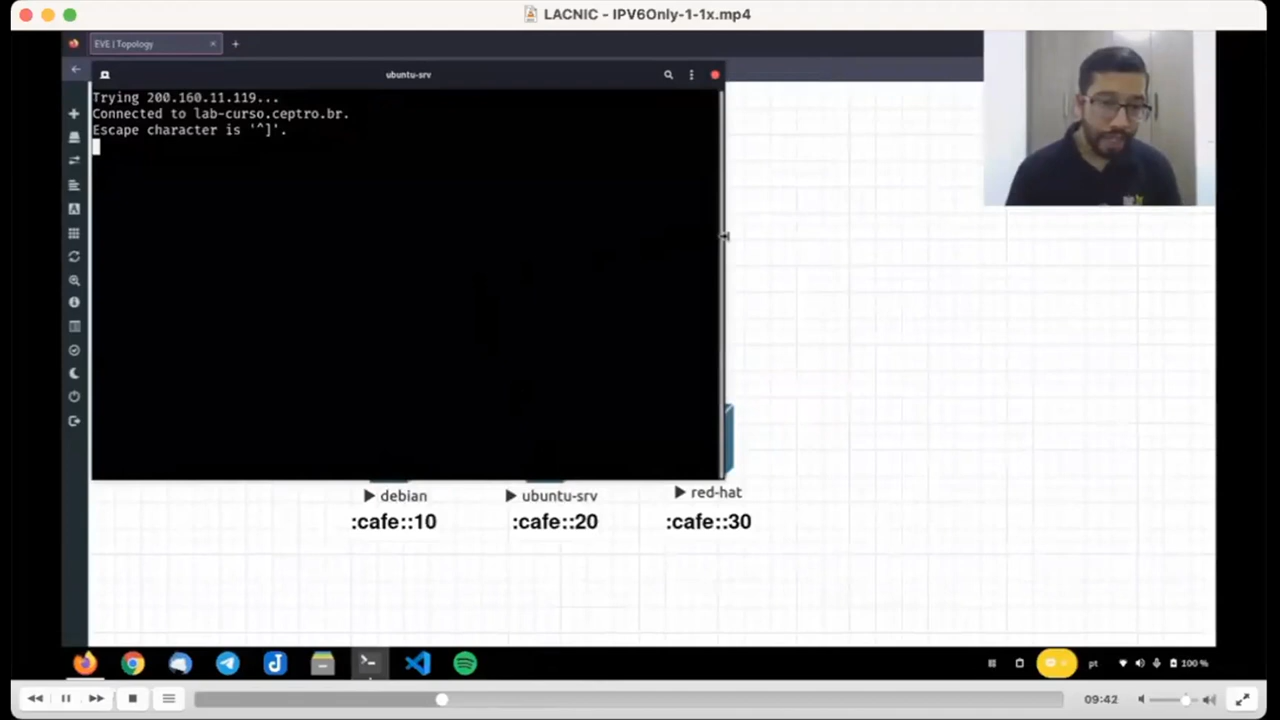 LACNIC - IPV6Only-1-1x.mp4
EVE | Topology
ubuntu-srv
Trying 200.160.11.119...
Connected to lab-curso.ceptro.br.
Escape character is '^]'.
debian
ubuntu-srv
red-hat
:cafe::10
:cafe::20
:cafe::30
pt
100 %
09:42